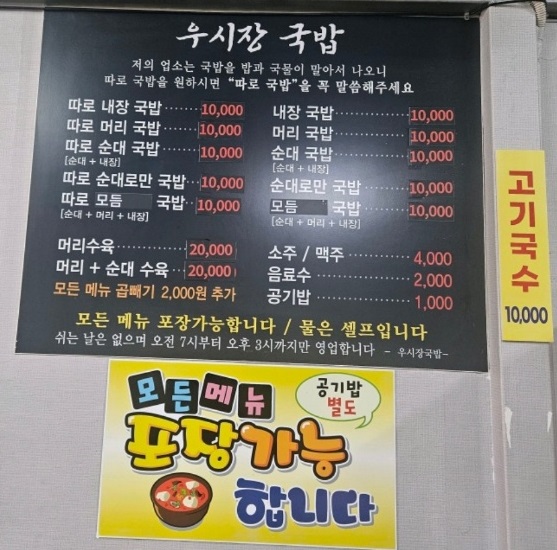 우시장 국밥
저의 업소는 국밥을 밥과 국물이 말아서 나오니
따로 국밥을 원하시면 "따로 국밥"을 꼭 말씀해주세요
따로 내장 국밥 ······· 10,000
따로 머리 국밥 ······· 10,000
따로 순대 국밥 ······· 10,000
[순대 + 내장]
따로 순대로만 국밥 ··· 10,000
따로 모듬 국밥 ·· 10,000
[순대 + 머리 + 내장]
내장 국밥 ············ 10,000
머리 국밥 ············ 10,000
순대 국밥 ············ 10,000
[순대 + 내장]
순대로만 국밥 ······· 10,000
모듬 국밥 ······· 10,000
[순대 + 머리 + 내장]
머리수육 ············ 20,000
머리 + 순대 수육 ··· 20,000
모든 메뉴 곱빼기 2,000원 추가
소주 / 맥주 ········· 4,000
음료수 ··············· 2,000
공기밥 ··············· 1,000
모든 메뉴 포장가능합니다 / 물은 셀프입니다
쉬는 날은 없으며 오전 7시부터 오후 3시까지만 영업합니다 - 우시장국밥-
고기국수
10,000
모든메뉴
공기밥
별도
포장가능
합니다